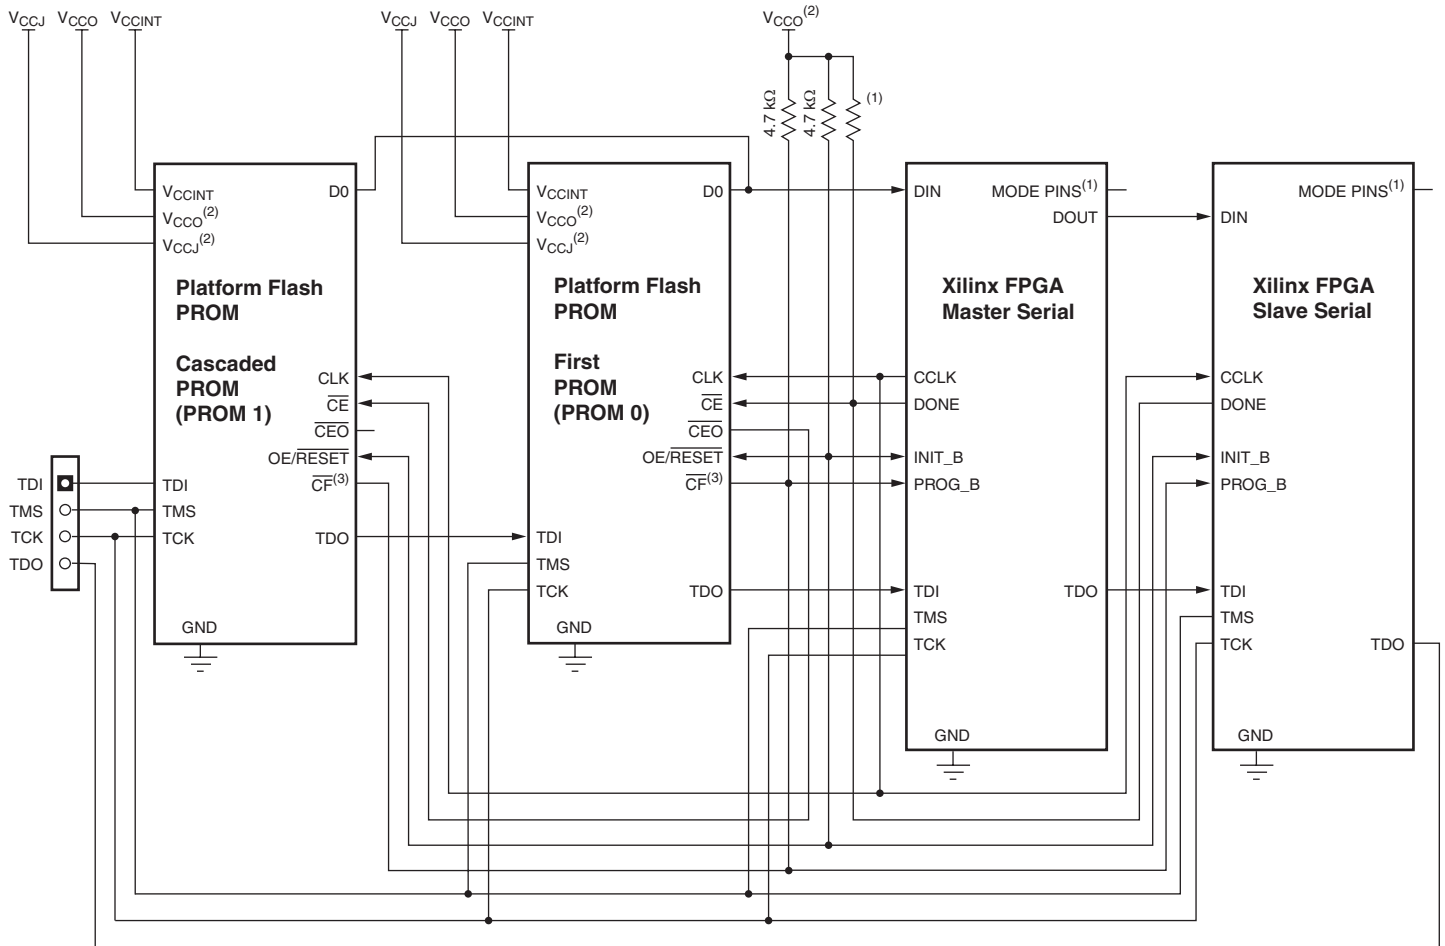 VCCJ VCCO VCCINT
VCCJ VCCO VCCINT
VCCO(2)
4.7 kΩ
4.7 kΩ
(1)
VCCINT
VCCO(2)
VCCJ(2)
D0
Platform Flash
PROM
Cascaded
PROM
(PROM 1)
CLK
CE
CEO
OE/RESET
CF(3)
TDI
TMS
TCK
TDO
GND
TDI
TMS
TCK
TDO
VCCINT
VCCO(2)
VCCJ(2)
D0
Platform Flash
PROM
First
PROM
(PROM 0)
CLK
CE
CEO
OE/RESET
CF(3)
TDI
TMS
TCK
TDO
GND
DIN
MODE PINS(1)
DOUT
Xilinx FPGA
Master Serial
CCLK
DONE
INIT_B
PROG_B
TDI
TMS
TCK
TDO
GND
MODE PINS(1)
DIN
Xilinx FPGA
Slave Serial
CCLK
DONE
INIT_B
PROG_B
TDI
TMS
TCK
TDO
GND